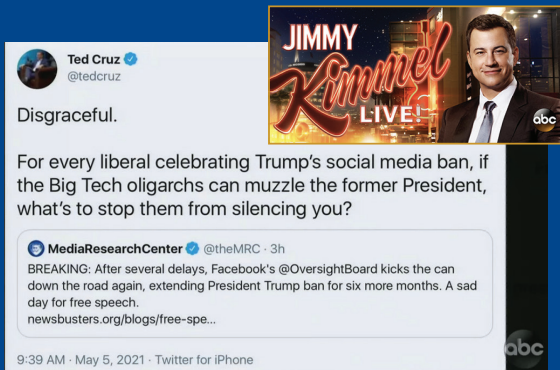 JIMMY
Kimmel
LIVE!
abc
Ted Cruz
@tedcruz
Disgraceful.
For every liberal celebrating Trump's social media ban, if
the Big Tech oligarchs can muzzle the former President,
what's to stop them from silencing you?
MediaResearchCenter @theMRC · 3h
BREAKING: After several delays, Facebook's @OversightBoard kicks the can
down the road again, extending President Trump ban for six more months. A sad
day for free speech.
newsbusters.org/blogs/free-spe...
9:39 AM · May 5, 2021 · Twitter for iPhone
abc